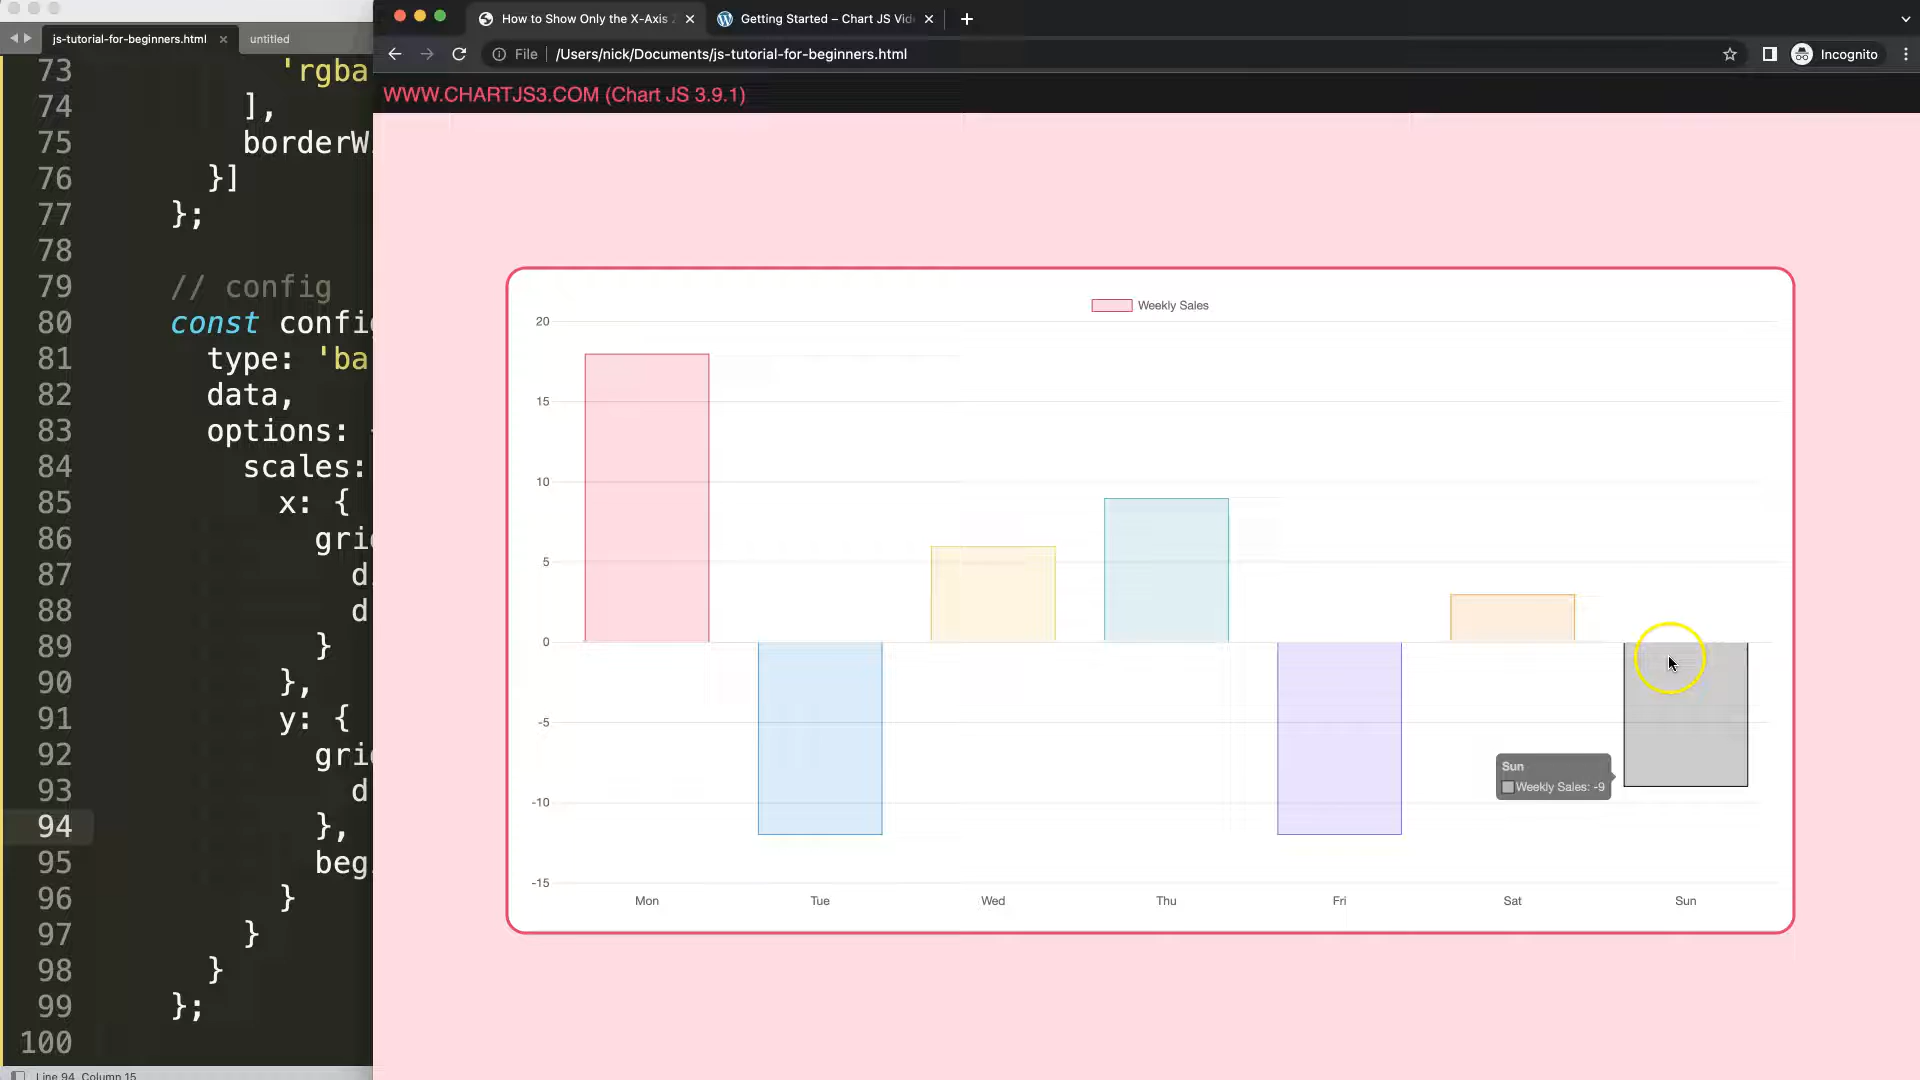 js-tutorial-for-beginners.html
untitled
73 'rgba
74 ],
75 borderW
76 }]
77 };
78
79 // config
80 const config
81 type: 'ba
82 data,
83 options:
84 scales:
85 x: {
86 grid
87 d
88 d
89 }
90 },
91 y: {
92 grid
93 d
94 },
95 beg
96 }
97 }
98 }
99 };
100
Line 94, Column 15
How to Show Only the X-Axis
Getting Started – Chart JS Vid
File /Users/nick/Documents/js-tutorial-for-beginners.html
Incognito
WWW.CHARTJS3.COM (Chart JS 3.9.1)
Weekly Sales
20
15
10
5
0
-5
-10
-15
Sun
Weekly Sales: -9
Mon Tue Wed Thu Fri Sat Sun